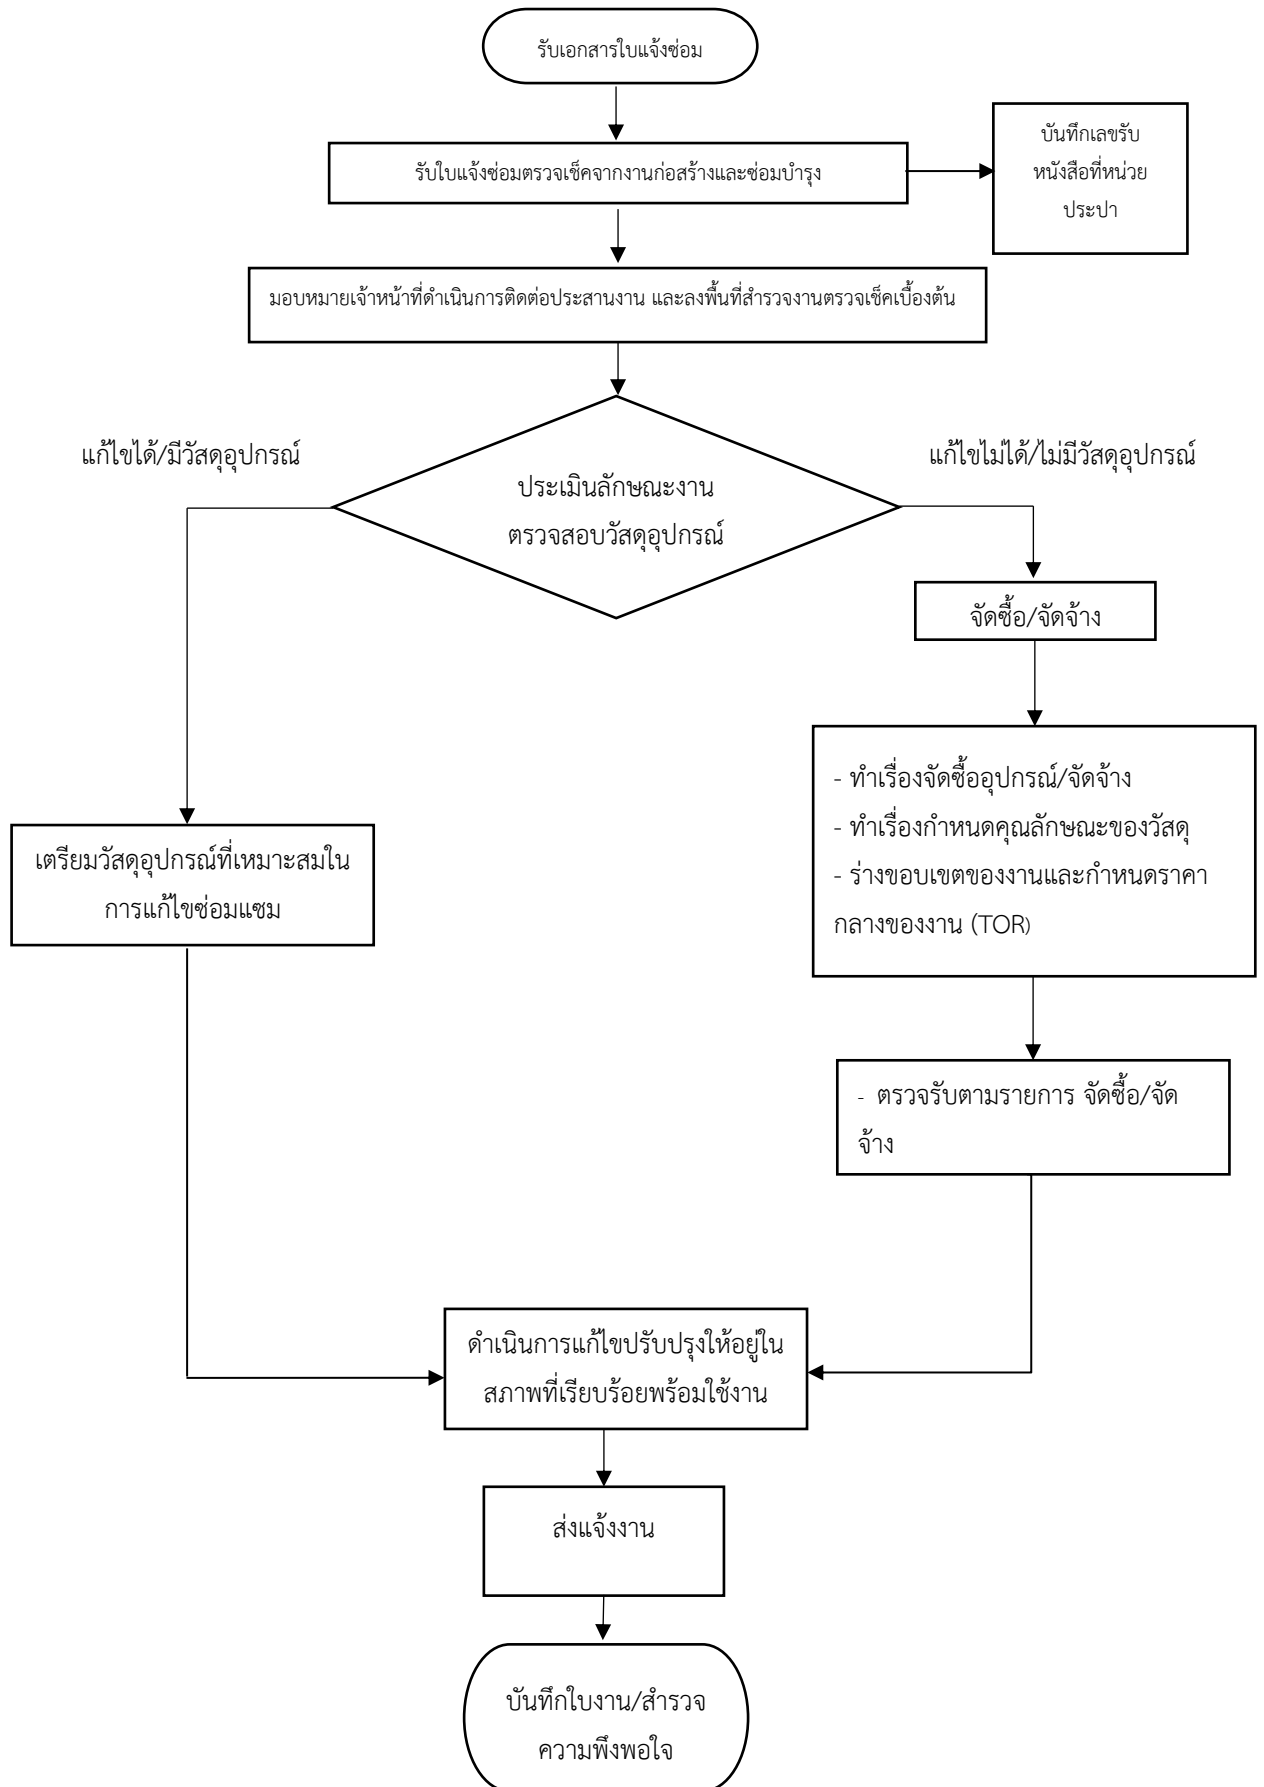 รับเอกสารใบแจ้งซ่อม
รับใบแจ้งซ่อมตรวจเช็คจากงานก่อสร้างและซ่อมบำรุง
บันทึกเลขรับ
หนังสือที่หน่วย
ประปา
มอบหมายเจ้าหน้าที่ดำเนินการติดต่อประสานงาน และลงพื้นที่สำรวจงานตรวจเช็คเบื้องต้น
แก้ไขได้/มีวัสดุอุปกรณ์
แก้ไขไม่ได้/ไม่มีวัสดุอุปกรณ์
ประเมินลักษณะงาน
ตรวจสอบวัสดุอุปกรณ์
จัดซื้อ/จัดจ้าง
- ทำเรื่องจัดซื้ออุปกรณ์/จัดจ้าง
- ทำเรื่องกำหนดคุณลักษณะของวัสดุ
- ร่างขอบเขตของงานและกำหนดราคา
กลางของงาน (TOR)
เตรียมวัสดุอุปกรณ์ที่เหมาะสมใน
การแก้ไขซ่อมแซม
- ตรวจรับตามรายการ จัดซื้อ/จัด
จ้าง
ดำเนินการแก้ไขปรับปรุงให้อยู่ใน
สภาพที่เรียบร้อยพร้อมใช้งาน
ส่งแจ้งงาน
บันทึกใบงาน/สำรวจ
ความพึงพอใจ